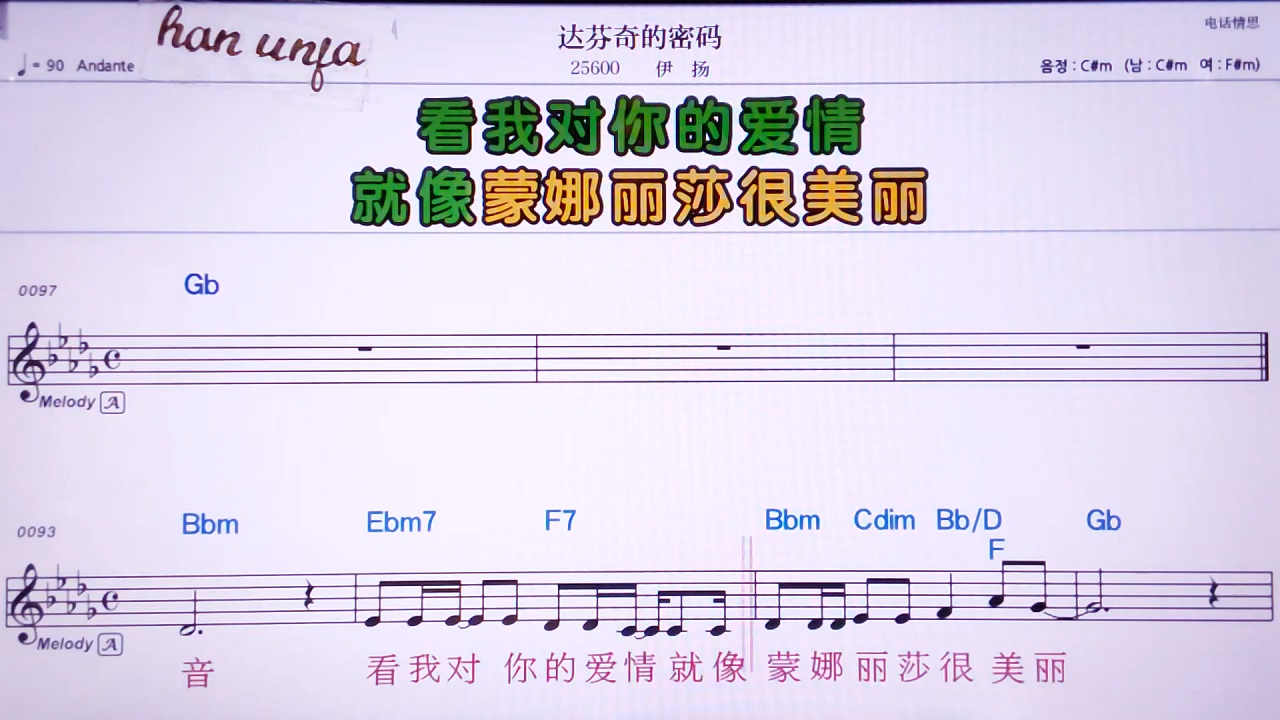 han unfa
达芬奇的密码
电话情思
♩= 90 Andante
25600 伊 扬
음정 : C#m (남 : C#m 여 : F#m)
看我对你的爱情
就像蒙娜丽莎很美丽
0097
Gb
Melody A
0093
Bbm Ebm7 F7 Bbm Cdim Bb/D Gb
F
Melody A
音 看我对 你的爱情就像 蒙娜丽莎很 美丽